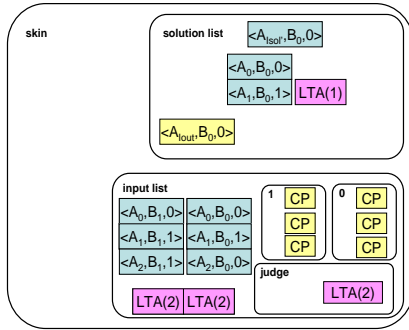 skin
solution list
<A_Isol',B_0,0>
<A_0,B_0,0>
<A_1,B_0,1> LTA(1)
<A_Iout,B_0,0>
input list
1 0
<A_0,B_1,0> <A_0,B_0,0> CP CP
<A_1,B_1,1> <A_1,B_0,1> CP CP
<A_2,B_1,1> <A_2,B_0,0> CP CP
judge
LTA(2) LTA(2) LTA(2)